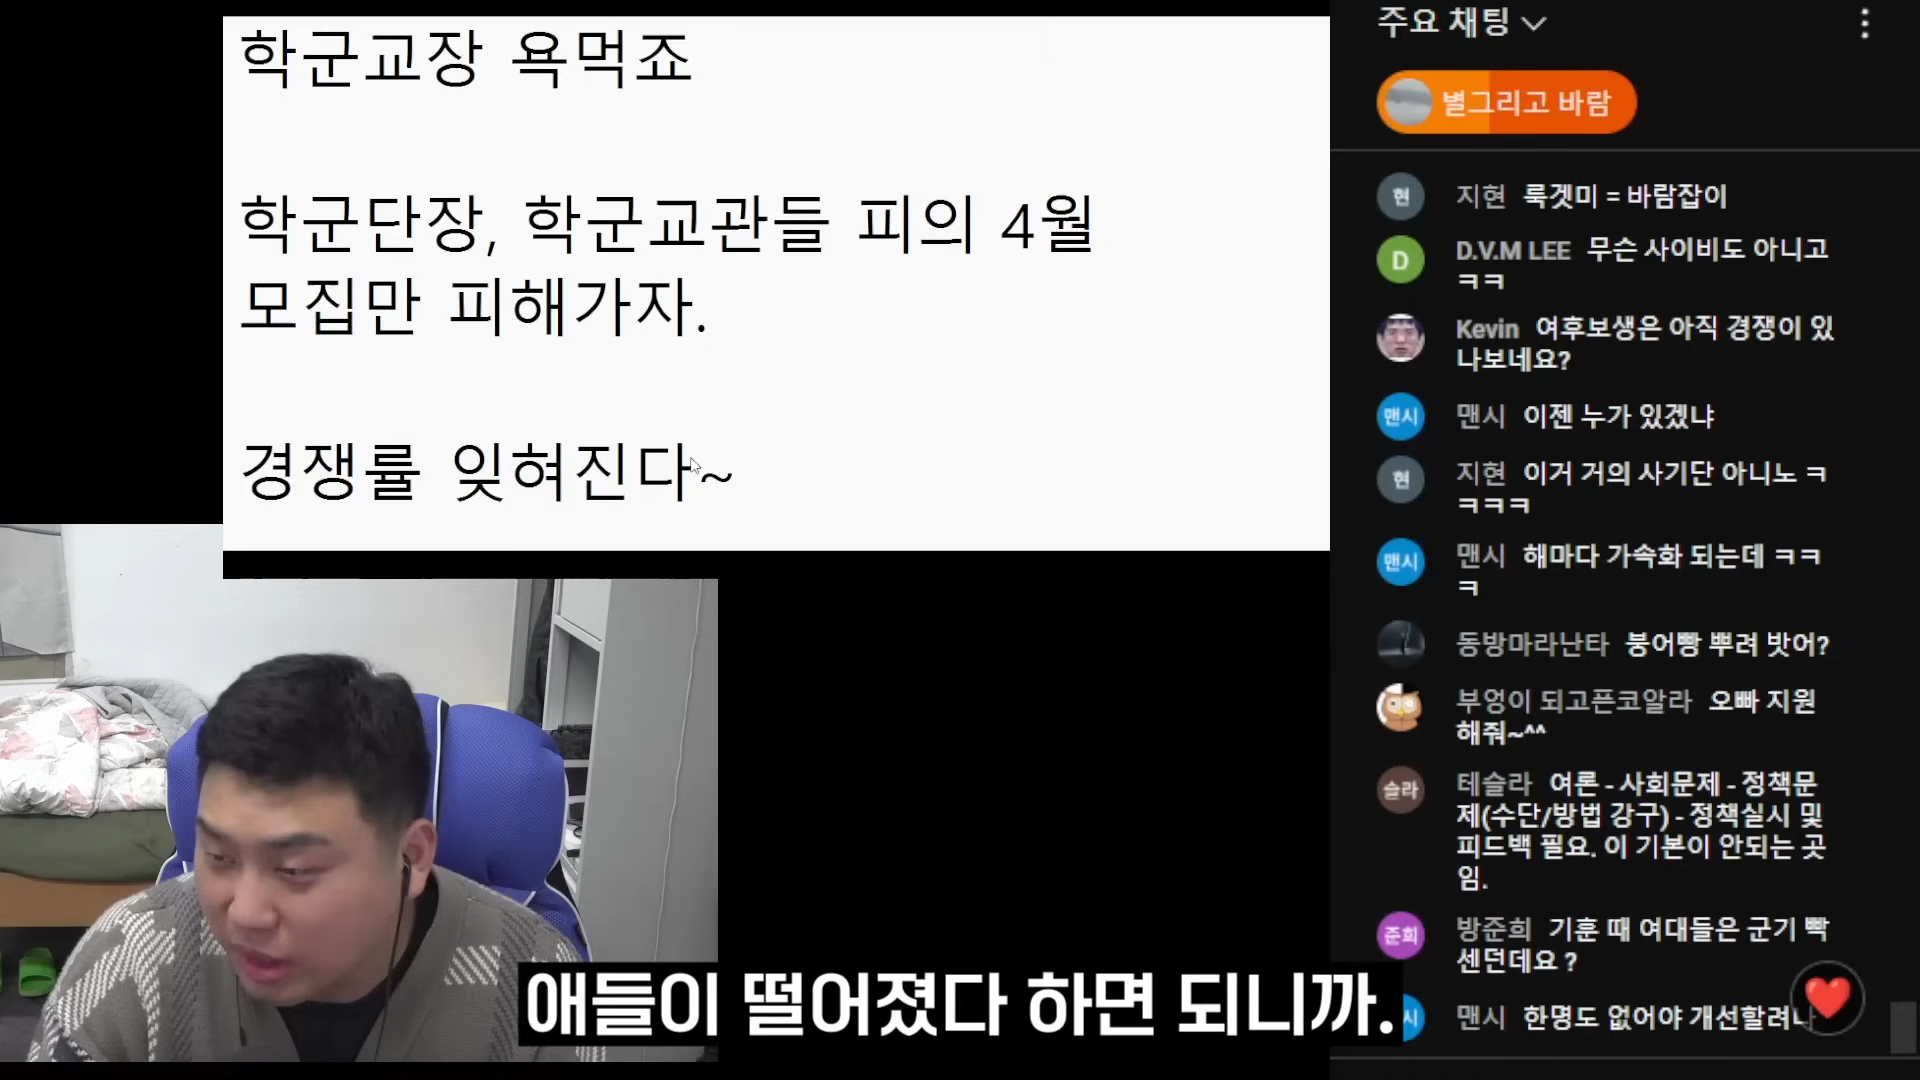 학군교장 욕먹죠
학군단장, 학군교관들 피의 4월
모집만 피해가자.
경쟁률 잊혀진다~
애들이 떨어졌다 하면 되니까.
주요 채팅
별그리고 바람
현 지현 룩겟미 = 바람잡이
D D.V.M LEE 무슨 사이비도 아니고
ㅋㅋ
Kevin 여후보생은 아직 경쟁이 있
나보네요?
맨시 맨시 이젠 누가 있겠냐
현 지현 이거 거의 사기단 아니노 ㅋ
ㅋㅋㅋ
맨시 맨시 해마다 가속화 되는데 ㅋㅋ
ㅋ
동방마라난타 붕어빵 뿌려 밧어?
부엉이 되고픈코알라 오빠 지원
해줘~^^
슬라 테슬라 여론 - 사회문제 - 정책문
제(수단/방법 강구) - 정책실시 및
피드백 필요. 이 기본이 안되는 곳
임.
준희 방준희 기훈 때 여대들은 군기 빡
센던데요 ?
시 맨시 한명도 없어야 개선할려나